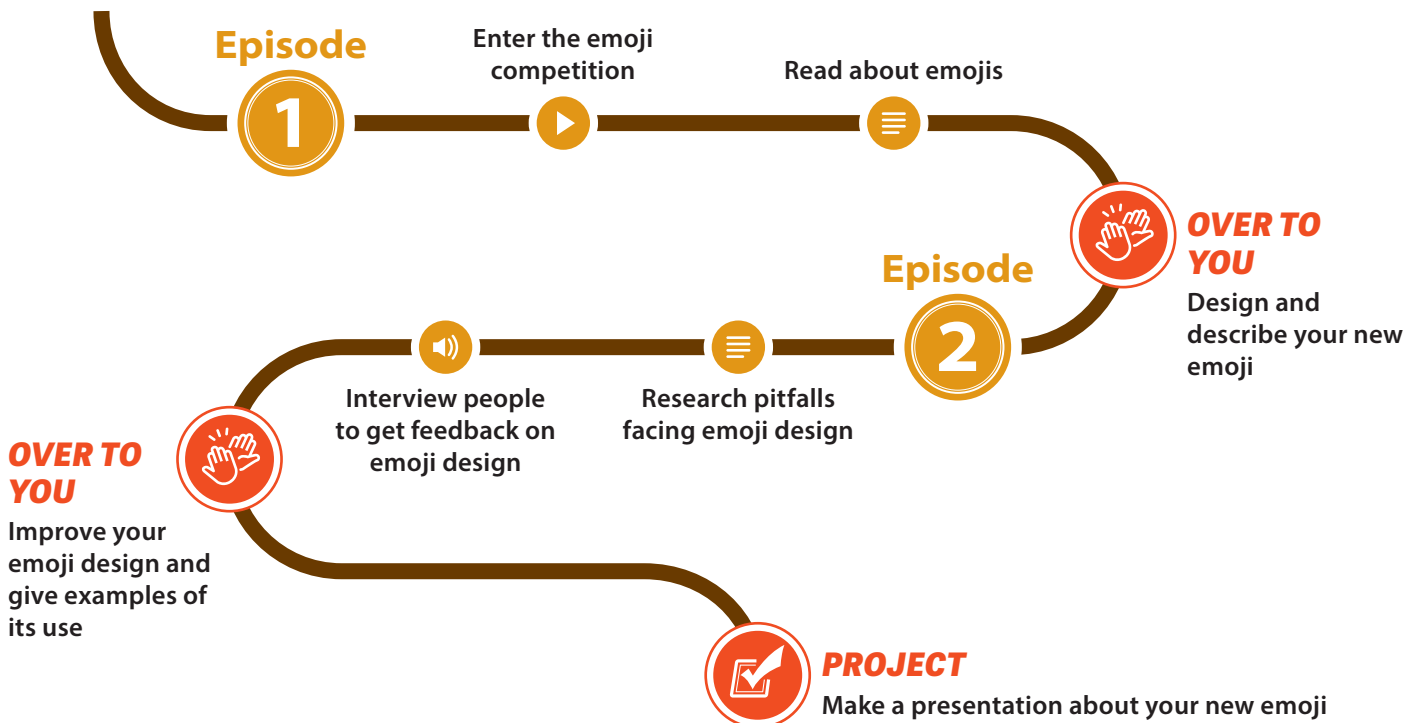 Episode
1
Enter the emoji
competition
Read about emojis
OVER TO
YOU
Design and
describe your new
emoji
Episode
2
Research pitfalls
facing emoji design
Interview people
to get feedback on
emoji design
OVER TO
YOU
Improve your
emoji design and
give examples of
its use
PROJECT
Make a presentation about your new emoji